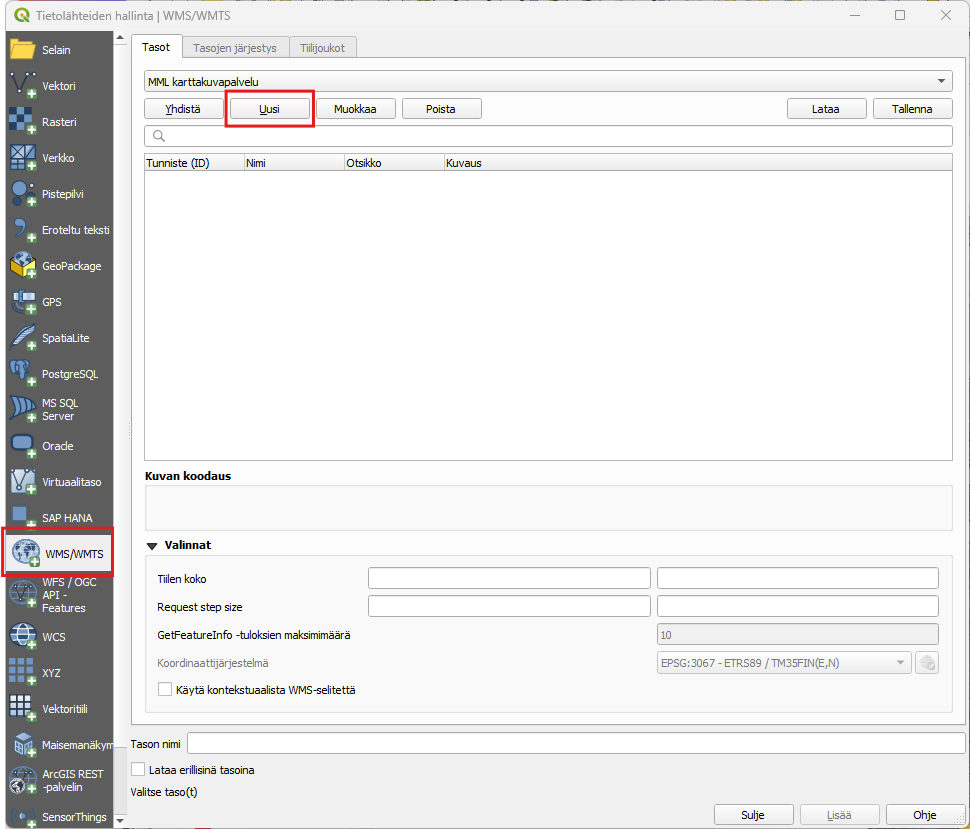 Tietolähteiden hallinta | WMS/WMTS
Selain
Vektori
Rasteri
Verkko
Pistepilvi
Eroteltu teksti
GeoPackage
GPS
SpatiaLite
PostgreSQL
MS SQL
Server
Oracle
Virtuaalitaso
SAP HANA
WMS/WMTS
WFS / OGC
API -
Features
WCS
XYZ
Vektoritiili
Maisemanäkym
ArcGIS REST
-palvelin
SensorThings
Tasot
Tasojen järjestys
Tiilijoukot
MML karttakuvapalvelu
Yhdistä
Uusi
Muokkaa
Poista
Lataa
Tallenna
Tunniste (ID)
Nimi
Otsikko
Kuvaus
Kuvan koodaus
Valinnat
Tiilen koko
Request step size
GetFeatureInfo -tuloksien maksimimäärä
10
Koordinaattijärjestelmä
EPSG:3067 - ETRS89 / TM35FIN(E,N)
Käytä kontekstuaalista WMS-selitettä
Tason nimi
Lataa erillisinä tasoina
Valitse taso(t)
Sulje
Lisää
Ohje